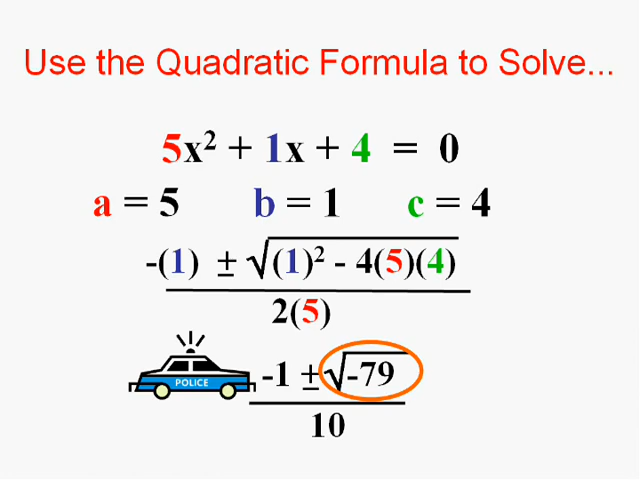 Use the Quadratic Formula to Solve...
5x² + 1x + 4 = 0
a = 5 b = 1 c = 4
-(1) ± √(1)² - 4(5)(4)
2(5)
POLICE -1 ± √-79
10